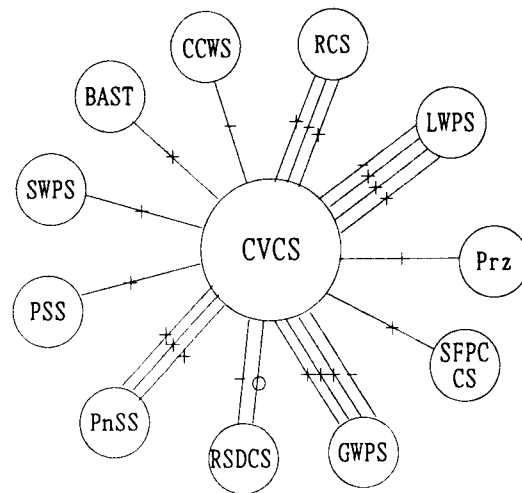 CCWS
RCS
BAST
LWPS
SWPS
CVCS
Prz
PSS
SFPC
CS
PnSS
RSDCS
GWPS